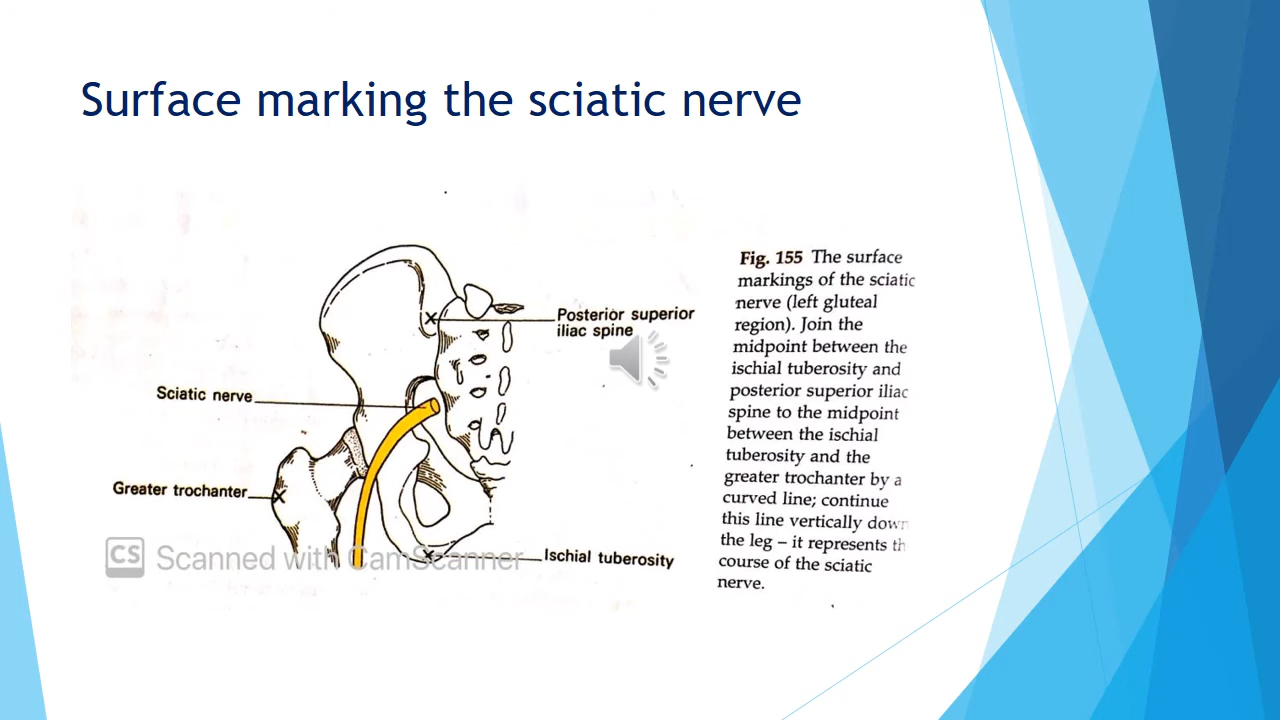 Surface marking the sciatic nerve
Posterior superior
iliac spine
Sciatic nerve
Greater trochanter
Ischial tuberosity
CS Scanned with CamScanner
Fig. 155 The surface
markings of the sciatic
nerve (left gluteal
region). Join the
midpoint between the
ischial tuberosity and
posterior superior iliac
spine to the midpoint
between the ischial
tuberosity and the
greater trochanter by a
curved line; continue
this line vertically down
the leg – it represents th
course of the sciatic
nerve.